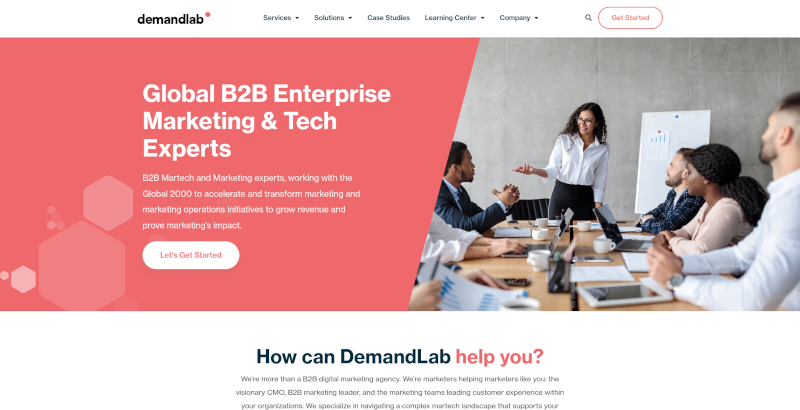 demandlab
Services
Solutions
Case Studies
Learning Center
Company
Get Started
Global B2B Enterprise
Marketing & Tech
Experts
B2B Martech and Marketing experts, working with the
Global 2000 to accelerate and transform marketing and
marketing operations initiatives to grow revenue and
prove marketing's impact.
Let's Get Started
How can DemandLab help you?
We're more than a B2B digital marketing agency. We're marketers helping marketers like you: the
visionary CMO, B2B marketing leader, and the marketing teams leading customer experience within
your organizations. We specialize in navigating a complex martech landscape that supports your